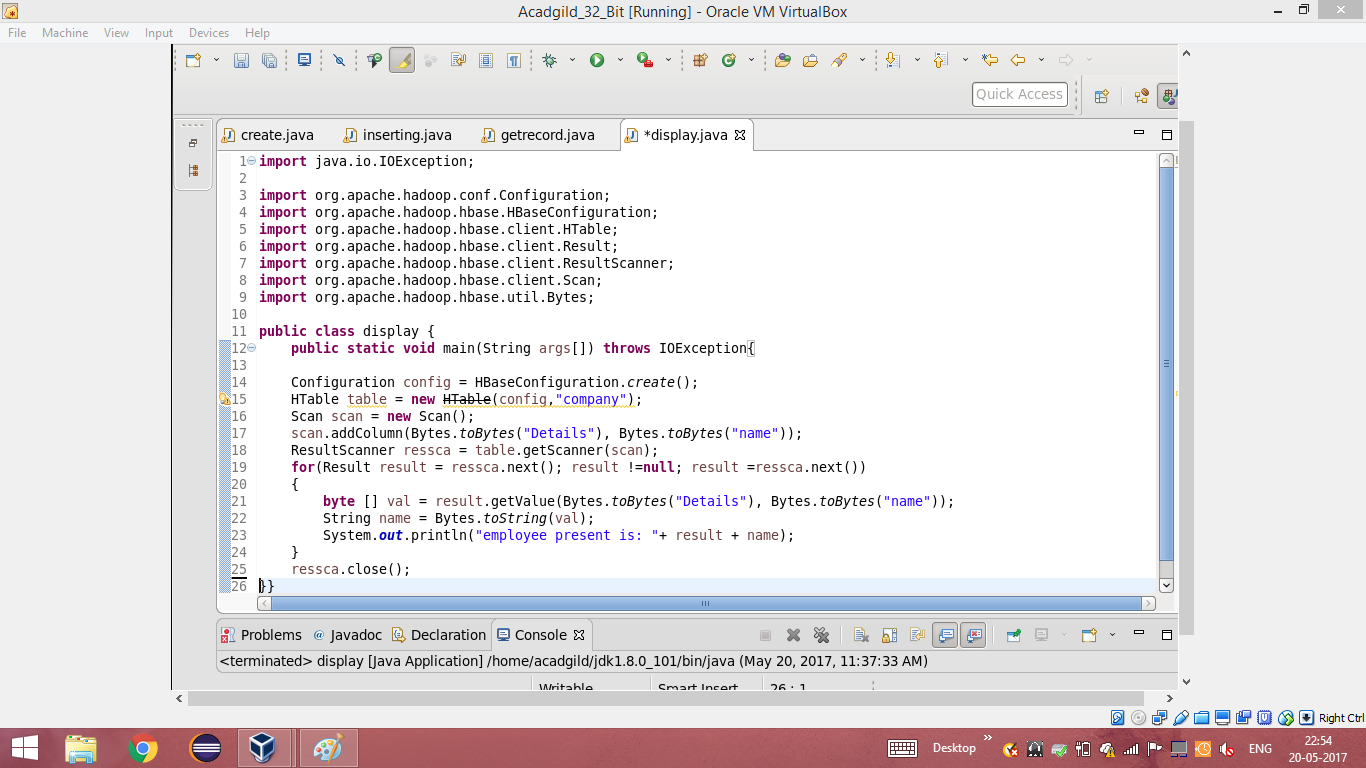 Acadgild_32_Bit [Running] - Oracle VM VirtualBox
File Machine View Input Devices Help
Quick Access
create.java inserting.java getrecord.java *display.java
1 import java.io.IOException;
2
3 import org.apache.hadoop.conf.Configuration;
4 import org.apache.hadoop.hbase.HBaseConfiguration;
5 import org.apache.hadoop.hbase.client.HTable;
6 import org.apache.hadoop.hbase.client.Result;
7 import org.apache.hadoop.hbase.client.ResultScanner;
8 import org.apache.hadoop.hbase.client.Scan;
9 import org.apache.hadoop.hbase.util.Bytes;
10
11 public class display {
12 public static void main(String args[]) throws IOException{
13
14 Configuration config = HBaseConfiguration.create();
15 HTable table = new HTable(config,"company");
16 Scan scan = new Scan();
17 scan.addColumn(Bytes.toBytes("Details"), Bytes.toBytes("name"));
18 ResultScanner ressca = table.getScanner(scan);
19 for(Result result = ressca.next(); result !=null; result =ressca.next())
20 {
21 byte [] val = result.getValue(Bytes.toBytes("Details"), Bytes.toBytes("name"));
22 String name = Bytes.toString(val);
23 System.out.println("employee present is: "+ result + name);
24 }
25 ressca.close();
26 }}
Problems @ Javadoc Declaration Console
<terminated> display [Java Application] /home/acadgild/jdk1.8.0_101/bin/java (May 20, 2017, 11:37:33 AM)
Writable Smart Insert 26 : 1
Right Ctrl
Desktop » ENG 22:54
20-05-2017